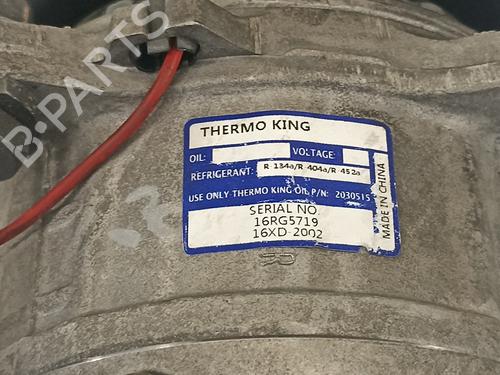 B-PARTS
THERMO KING
OIL: VOLTAGE:
REFRIGERANT: R 134a/R 404a/R 452a
USE ONLY THERMO KING OIL P/N: 2030515
SERIAL NO.
16RG5719
16XD-2002
MADE IN CHINA